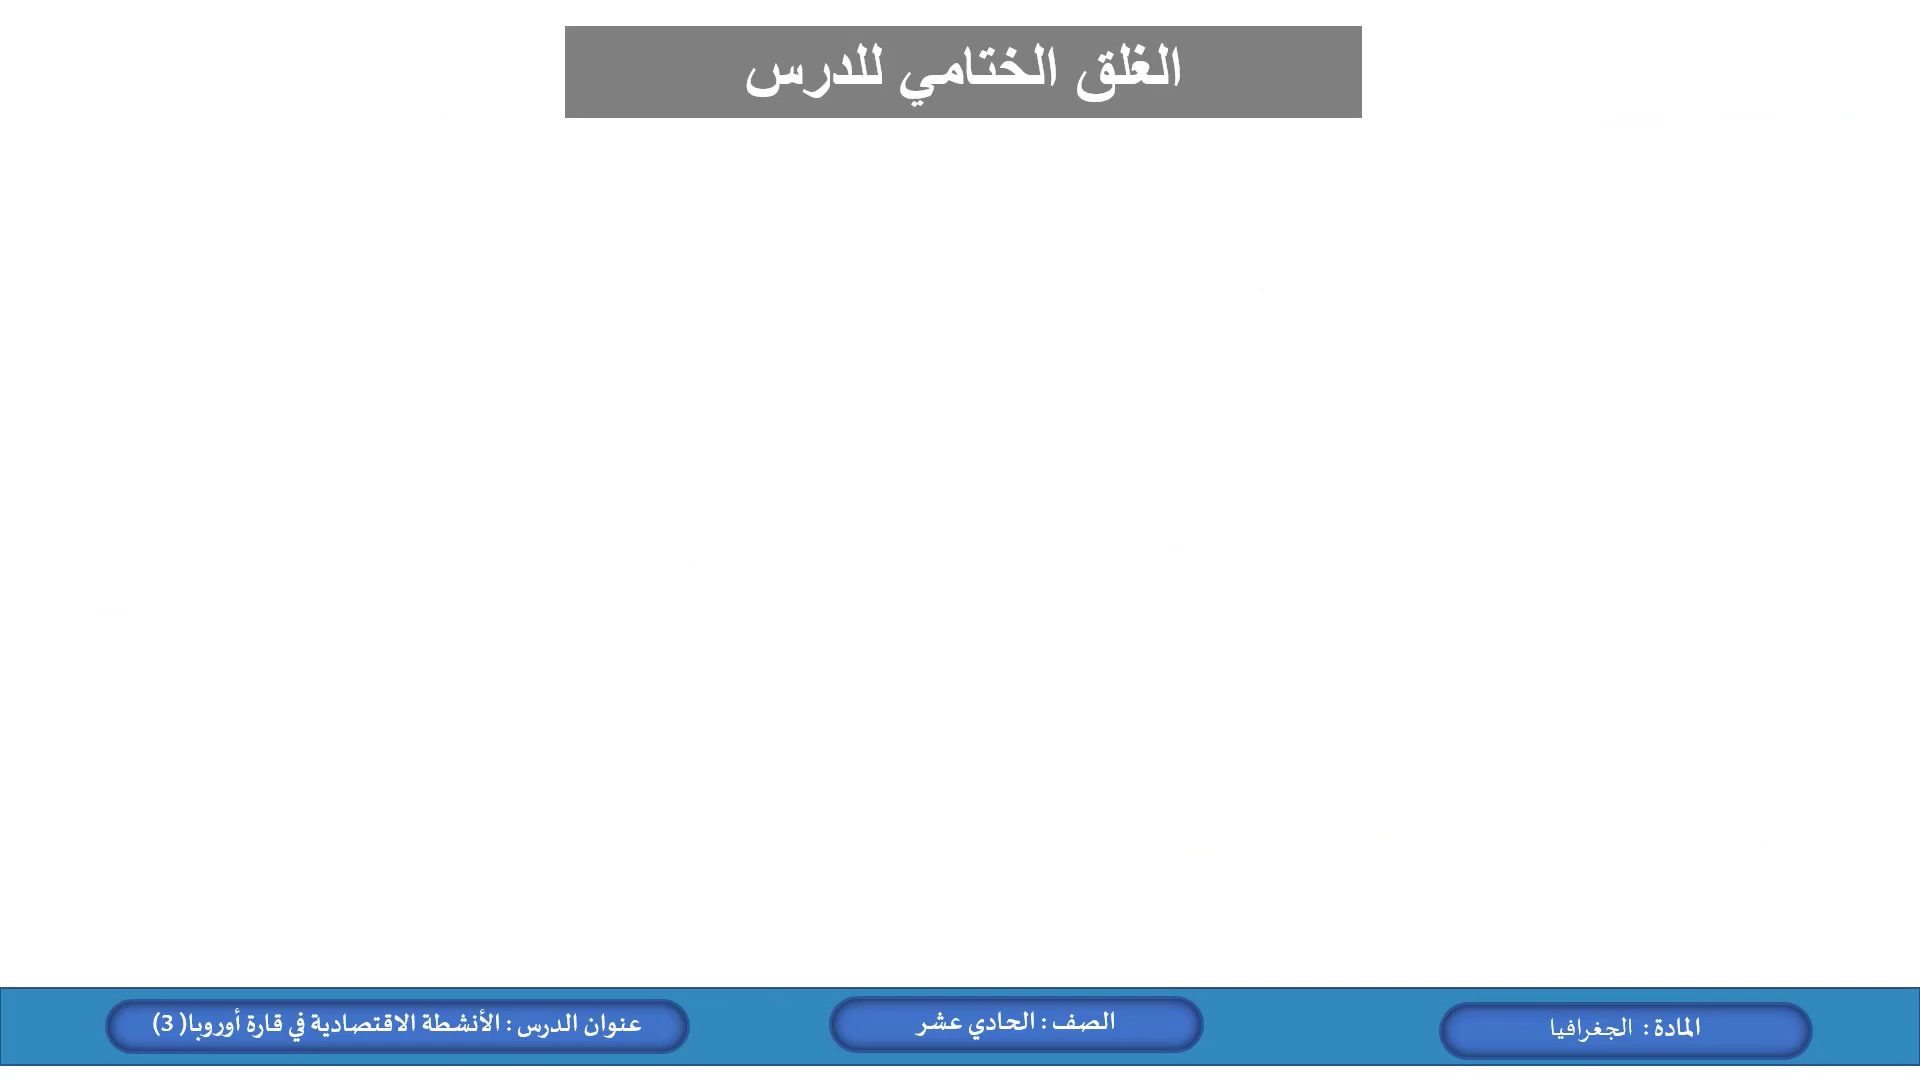 الغلق الختامي للدرس
المادة : الجغرافيا
الصف : الحادي عشر
عنوان الدرس : الأنشطة الاقتصادية في قارة أوروبا( 3)